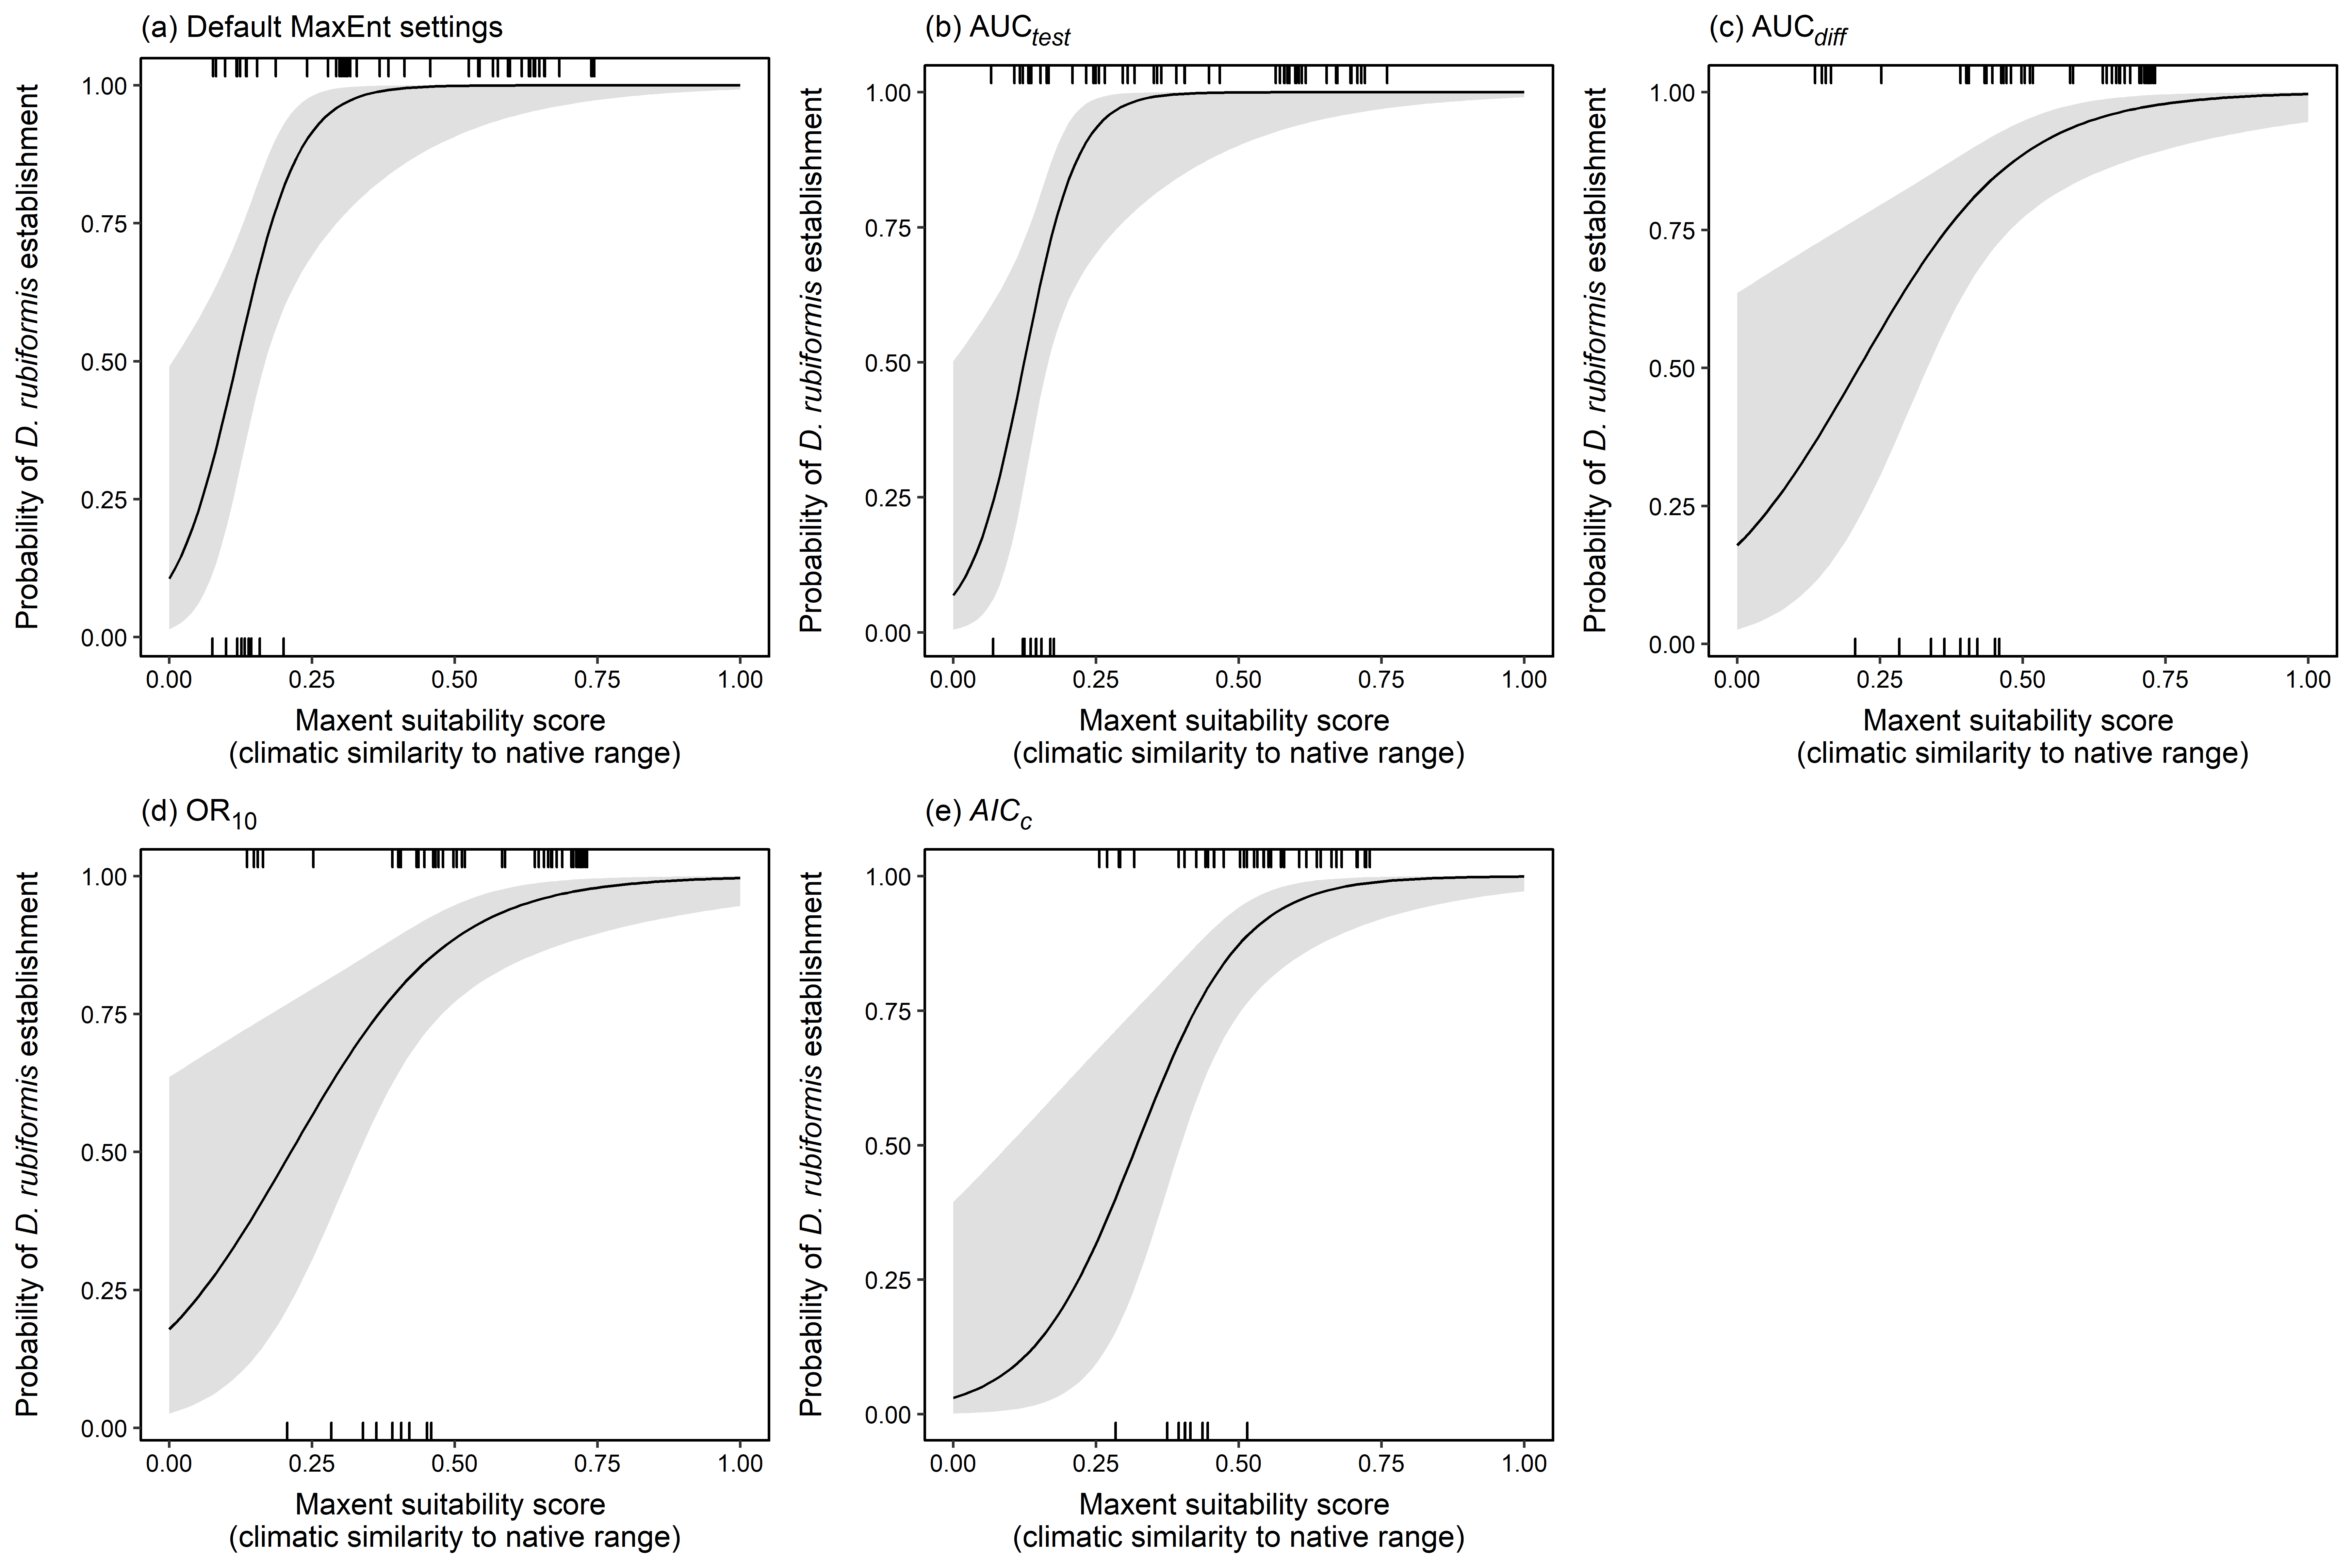 (a) Default MaxEnt settings
Probability of D. rubiformis establishment
1.00
0.75
0.50
0.25
0.00
0.00 0.25 0.50 0.75 1.00
Maxent suitability score
(climatic similarity to native range)
(b) AUCtest
Probability of D. rubiformis establishment
1.00
0.75
0.50
0.25
0.00
0.00 0.25 0.50 0.75 1.00
Maxent suitability score
(climatic similarity to native range)
(c) AUCdiff
Probability of D. rubiformis establishment
1.00
0.75
0.50
0.25
0.00
0.00 0.25 0.50 0.75 1.00
Maxent suitability score
(climatic similarity to native range)
(d) OR10
Probability of D. rubiformis establishment
1.00
0.75
0.50
0.25
0.00
0.00 0.25 0.50 0.75 1.00
Maxent suitability score
(climatic similarity to native range)
(e) AICc
Probability of D. rubiformis establishment
1.00
0.75
0.50
0.25
0.00
0.00 0.25 0.50 0.75 1.00
Maxent suitability score
(climatic similarity to native range)